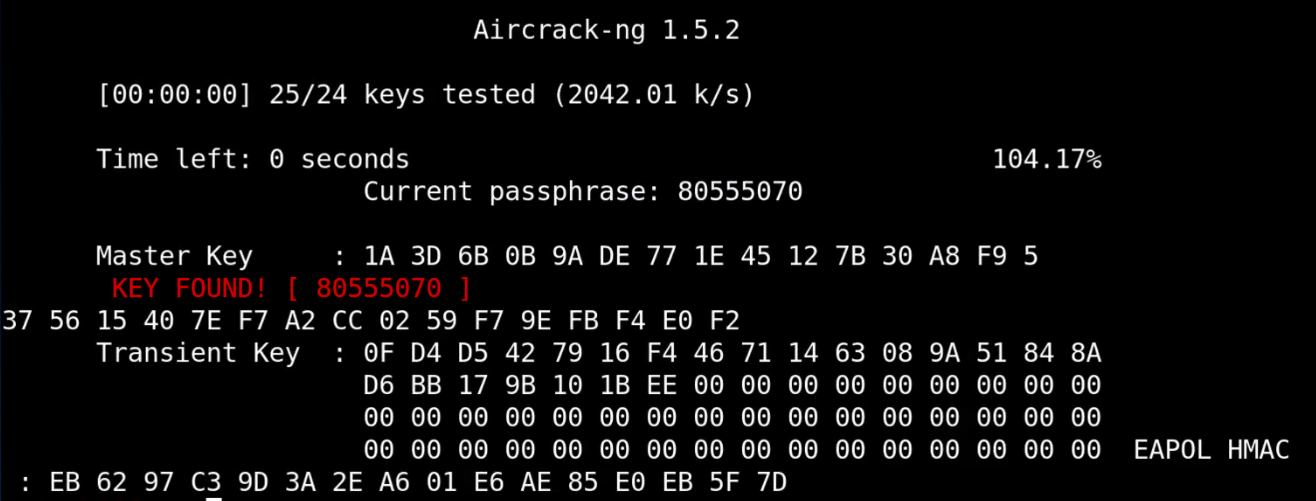 Aircrack-ng 1.5.2
[00:00:00] 25/24 keys tested (2042.01 k/s)
Time left: 0 seconds 104.17%
Current passphrase: 80555070
Master Key : 1A 3D 6B 0B 9A DE 77 1E 45 12 7B 30 A8 F9 5
KEY FOUND! [ 80555070 ]
37 56 15 40 7E F7 A2 CC 02 59 F7 9E FB F4 E0 F2
Transient Key : 0F D4 D5 42 79 16 F4 46 71 14 63 08 9A 51 84 8A
D6 BB 17 9B 10 1B EE 00 00 00 00 00 00 00 00 00
00 00 00 00 00 00 00 00 00 00 00 00 00 00 00 00
00 00 00 00 00 00 00 00 00 00 00 00 00 00 00 00 EAPOL HMAC
: EB 62 97 C3 9D 3A 2E A6 01 E6 AE 85 E0 EB 5F 7D